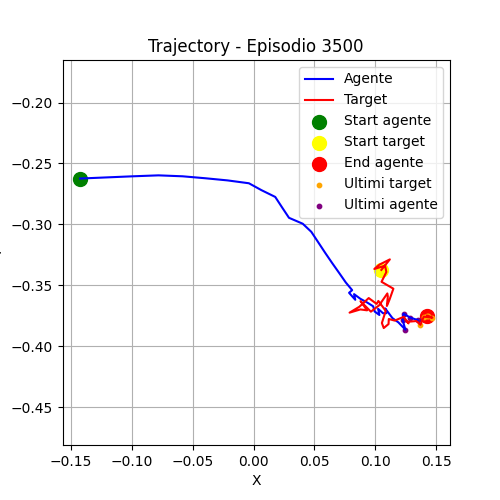 Trajectory - Episodio 3500
Agente
Target
Start agente
Start target
End agente
Ultimi target
Ultimi agente
−0.20
−0.25
−0.30
−0.35
−0.40
−0.45
−0.15
−0.10
−0.05
0.00
0.05
0.10
0.15
X